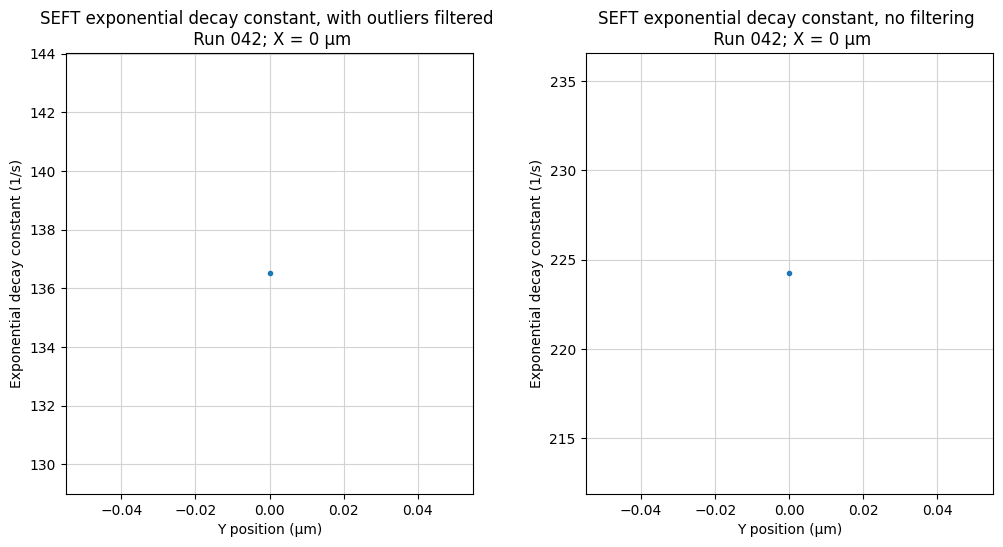 SEFT exponential decay constant, with outliers filtered
Run 042; X = 0 µm
Exponential decay constant (1/s)
144
142
140
138
136
134
132
130
−0.04
−0.02
0.00
0.02
0.04
Y position (µm)
SEFT exponential decay constant, no filtering
Run 042; X = 0 µm
Exponential decay constant (1/s)
235
230
225
220
215
−0.04
−0.02
0.00
0.02
0.04
Y position (µm)